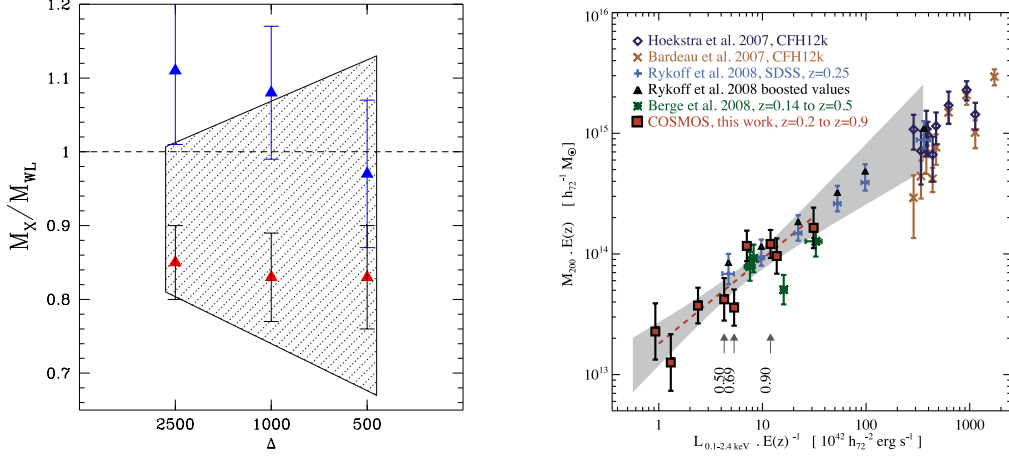 1.2
1.1
1
0.9
0.8
0.7
M_X/M_WL
2500
1000
500
Δ
10^16
10^15
10^14
10^13
M_200 . E(z) [ h_72^-1 M_⊙ ]
Hoekstra et al. 2007, CFH12k
Bardeau et al. 2007, CFH12k
Rykoff et al. 2008, SDSS, z=0.25
Rykoff et al. 2008 boosted values
Berge et al. 2008, z=0.14 to z=0.5
COSMOS, this work, z=0.2 to z=0.9
0.50
0.69
0.90
1
10
100
1000
L_0.1-2.4 keV . E(z)^-1 [ 10^42 h_72^-2 erg s^-1 ]